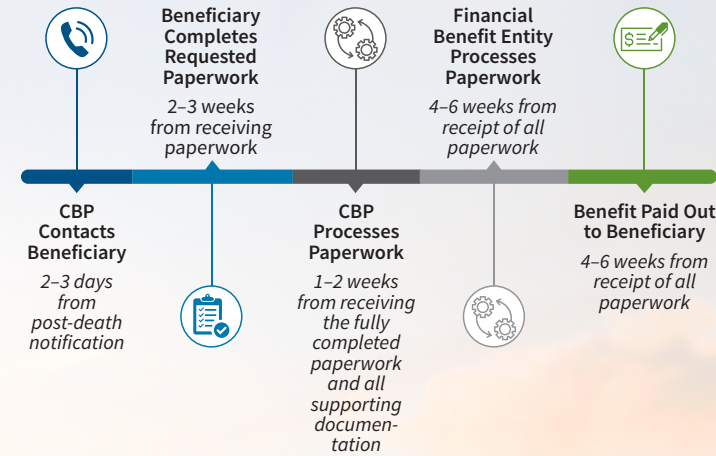 CBP
Contacts
Beneficiary
2–3 days
from
post-death
notification
Beneficiary
Completes
Requested
Paperwork
2–3 weeks
from receiving
paperwork
CBP
Processes
Paperwork
1–2 weeks
from receiving
the fully
completed
paperwork
and all
supporting
documen-
tation
Financial
Benefit Entity
Processes
Paperwork
4–6 weeks from
receipt of all
paperwork
$
Benefit Paid Out
to Beneficiary
4–6 weeks from
receipt of all
paperwork